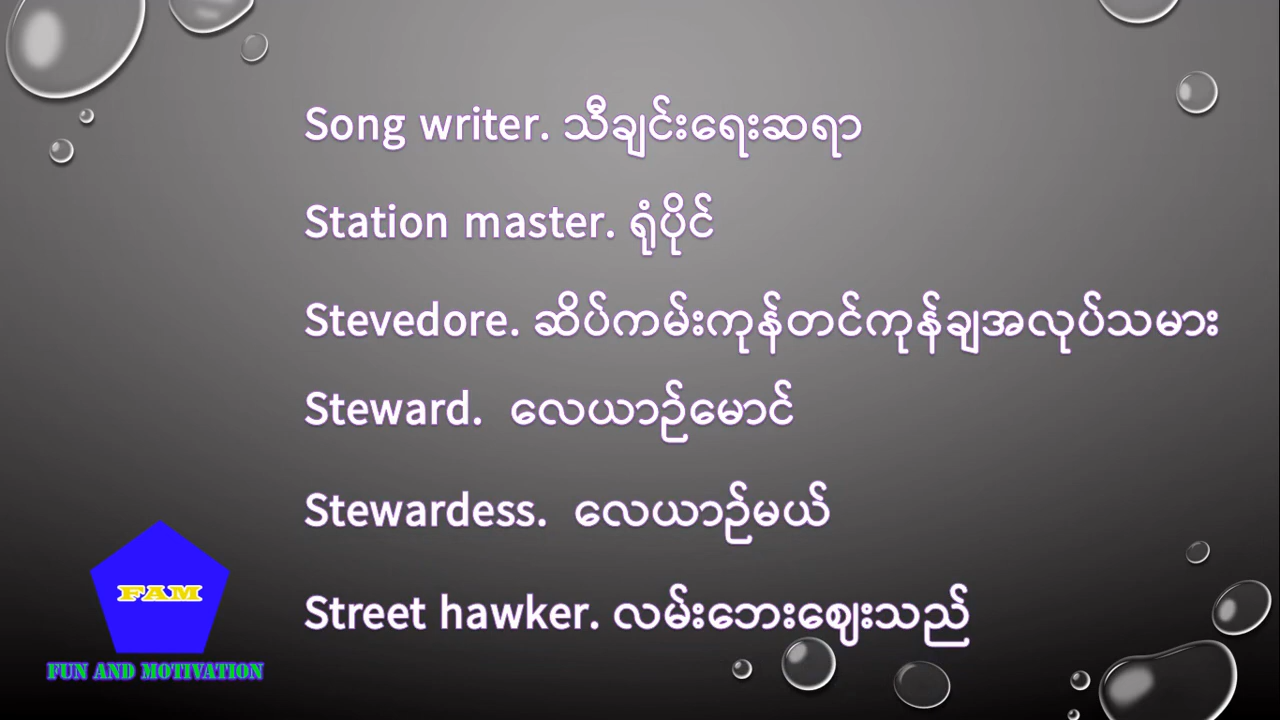 Song writer. သီချင်းရေးဆရာ
Station master. ရုံပိုင်
Stevedore. ဆိပ်ကမ်းကုန်တင်ကုန်ချအလုပ်သမား
Steward. လေယာဉ်မောင်
Stewardess. လေယာဉ်မယ်
Street hawker. လမ်းဘေးဈေးသည်
FAM
FUN AND MOTIVATION